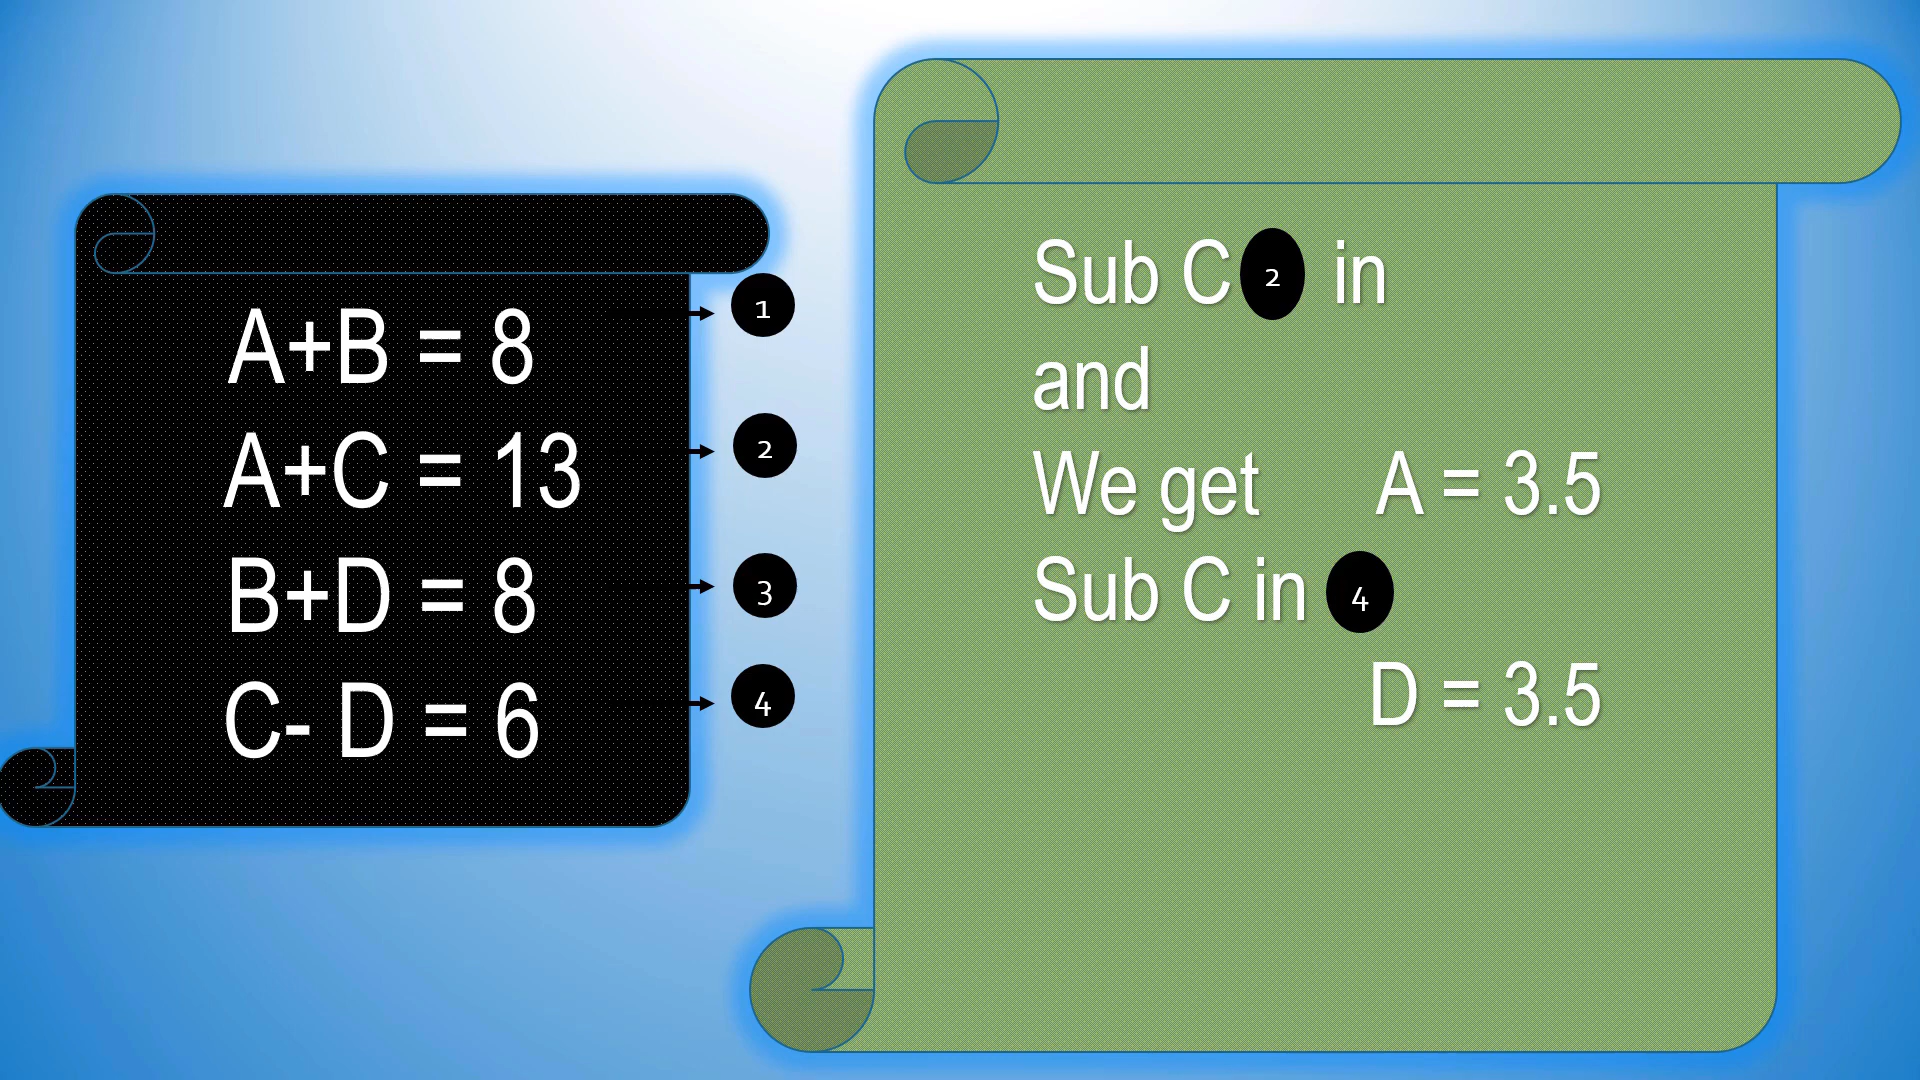 A+B = 8
1
A+C = 13
2
B+D = 8
3
C- D = 6
4
Sub C 2 in
and
We get A = 3.5
Sub C in 4
D = 3.5